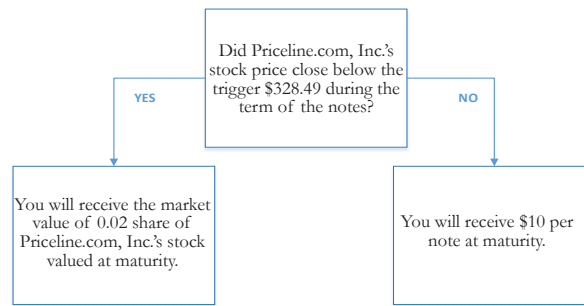 Did Priceline.com, Inc.'s
stock price close below the
trigger $328.49 during the
term of the notes?
YES
NO
You will receive the market
value of 0.02 share of
Priceline.com, Inc.'s stock
valued at maturity.
You will receive $10 per
note at maturity.